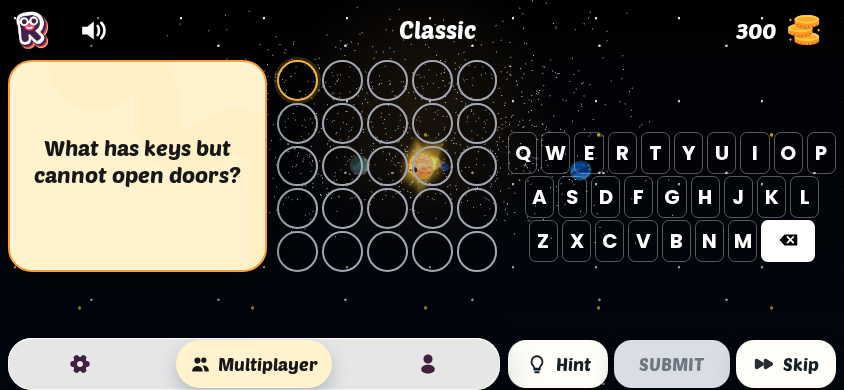 R
Classic
300
What has keys but
cannot open doors?
Q W E R T Y U I O P
A S D F G H J K L
Z X C V B N M
Multiplayer
Hint
SUBMIT
Skip